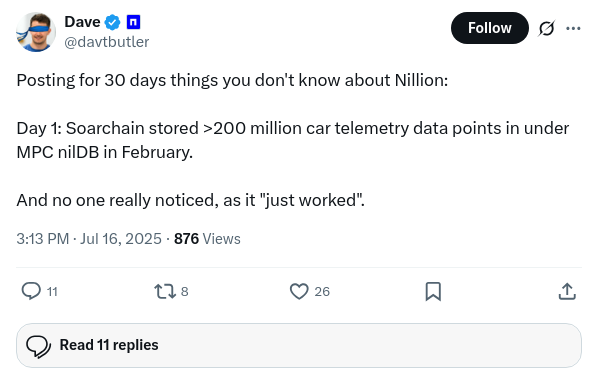 Dave
@davtbutler
Follow
Posting for 30 days things you don't know about Nillion:
Day 1: Soarchain stored >200 million car telemetry data points in under
MPC nilDB in February.
And no one really noticed, as it "just worked".
3:13 PM · Jul 16, 2025 · 876 Views
11 8 26
Read 11 replies